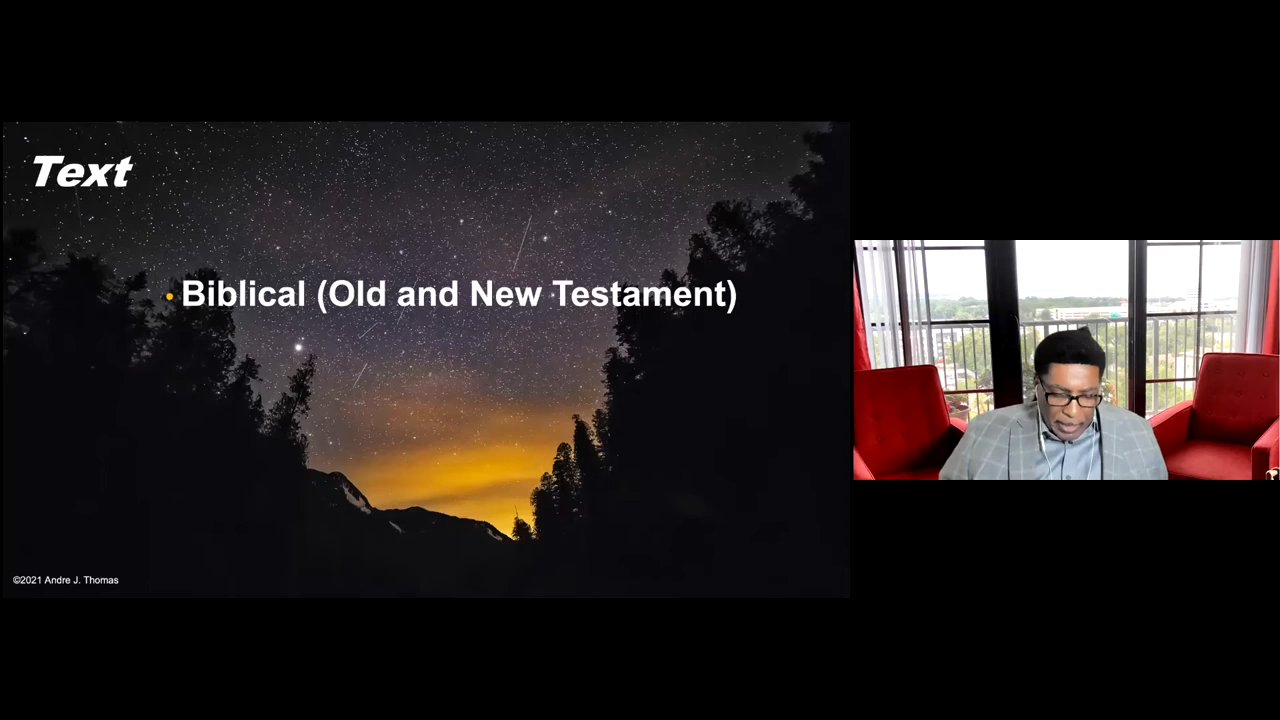 Text
• Biblical (Old and New Testament)
©2021 Andre J. Thomas